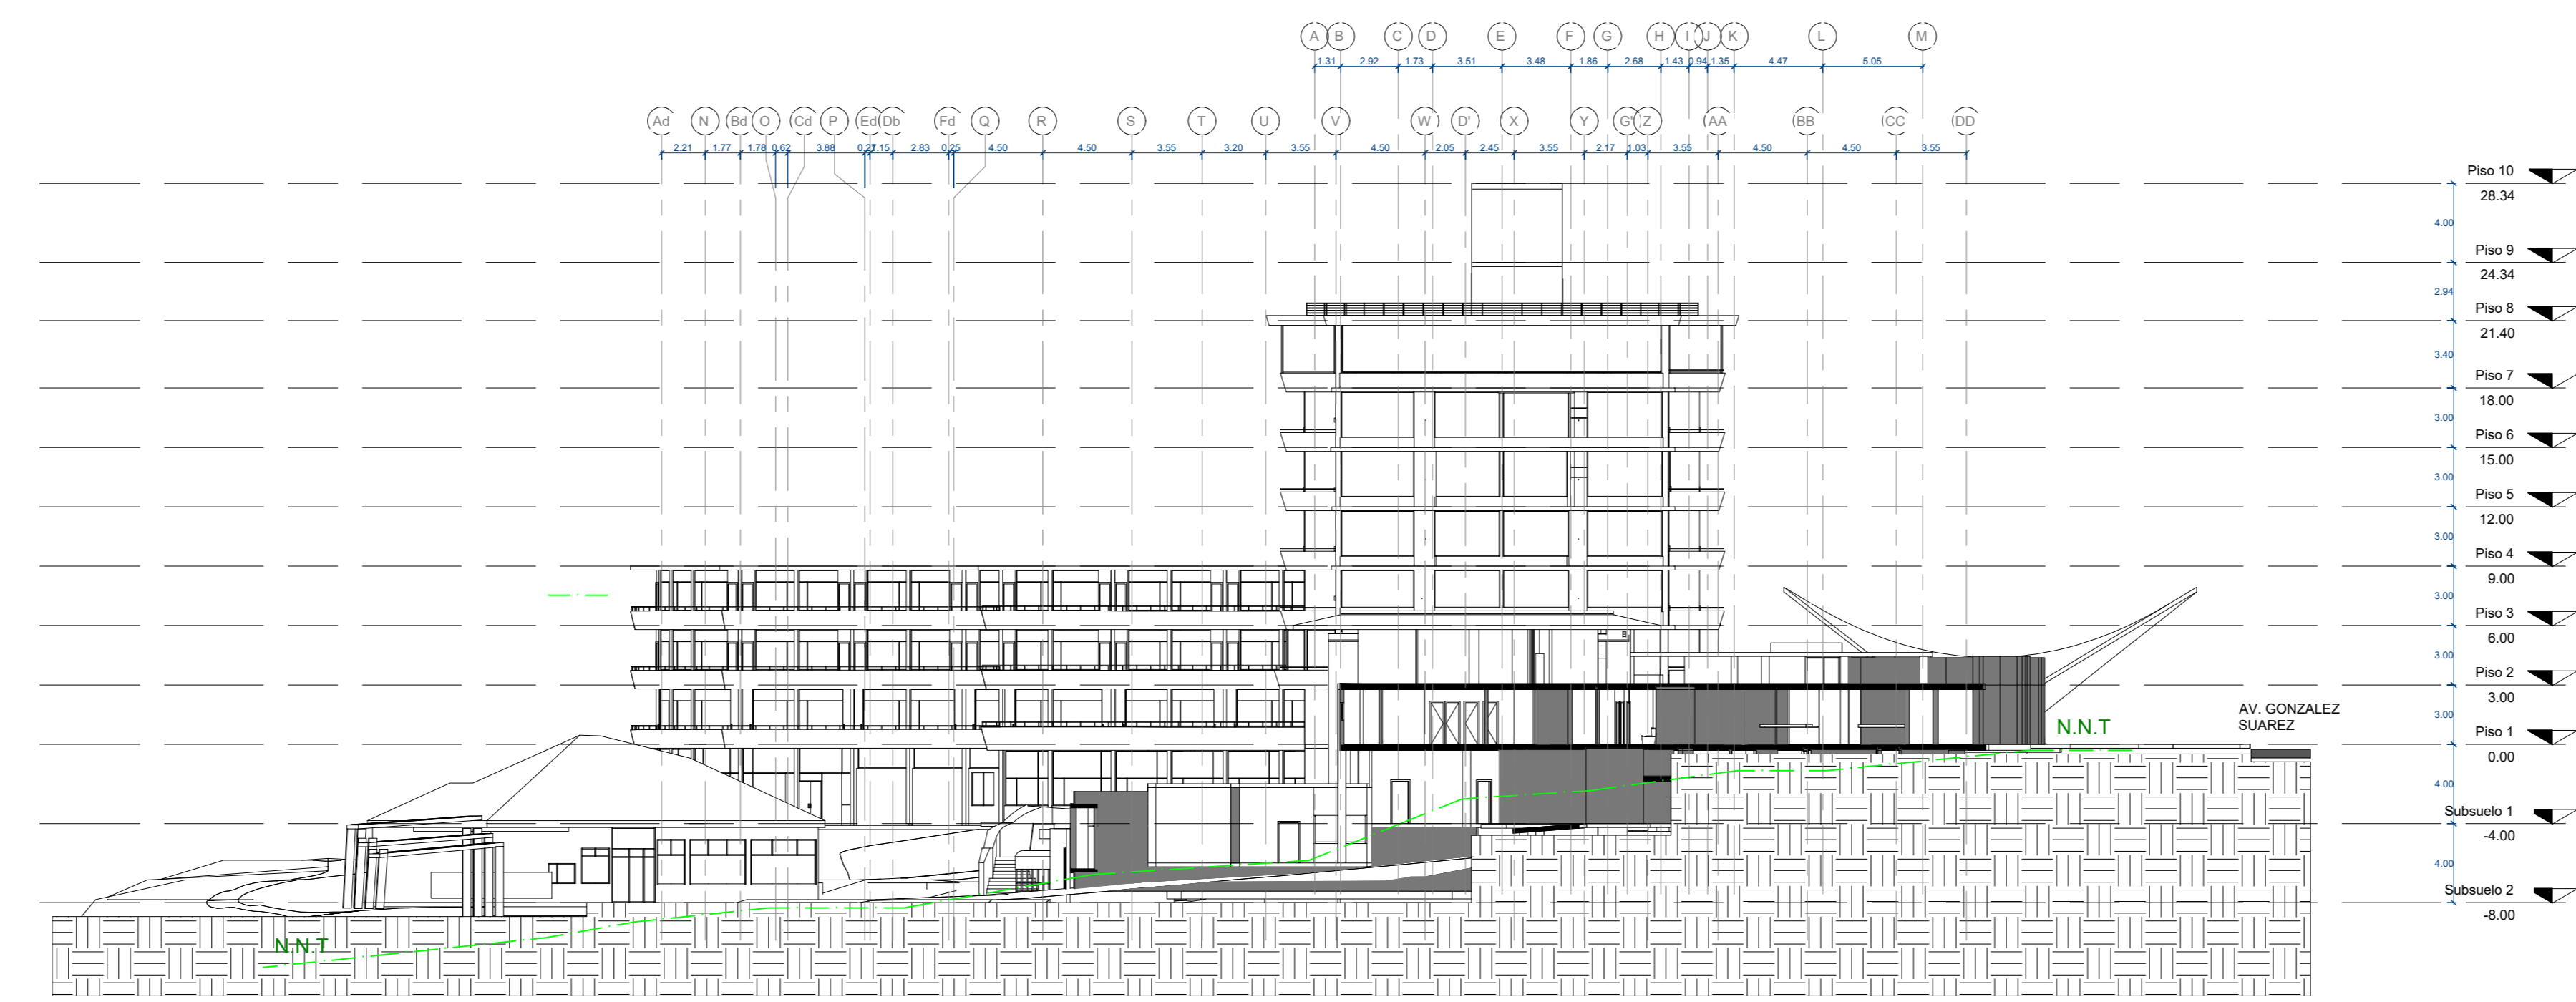 A B C D E F G H I J K L M
1.31 2.92 1.73 3.51 3.48 1.86 2.68 1.43 0.94 1.35 4.47 5.05
Ad N Bd O Cd P Ed Db Fd Q R S T U V W D' X Y G' Z AA BB CC DD
2.21 1.77 1.78 0.62 3.88 0.21 1.15 2.83 0.25 4.50 4.50 3.55 3.20 3.55 4.50 2.05 2.45 3.55 2.17 1.03 3.55 4.50 4.50 3.55
Piso 10
28.34
4.00
Piso 9
24.34
2.94
Piso 8
21.40
3.40
Piso 7
18.00
3.00
Piso 6
15.00
3.00
Piso 5
12.00
3.00
Piso 4
9.00
3.00
Piso 3
6.00
3.00
Piso 2
3.00
3.00
AV. GONZALEZ
SUAREZ
N.N.T
Piso 1
0.00
4.00
Subsuelo 1
-4.00
4.00
Subsuelo 2
-8.00
N.N.T